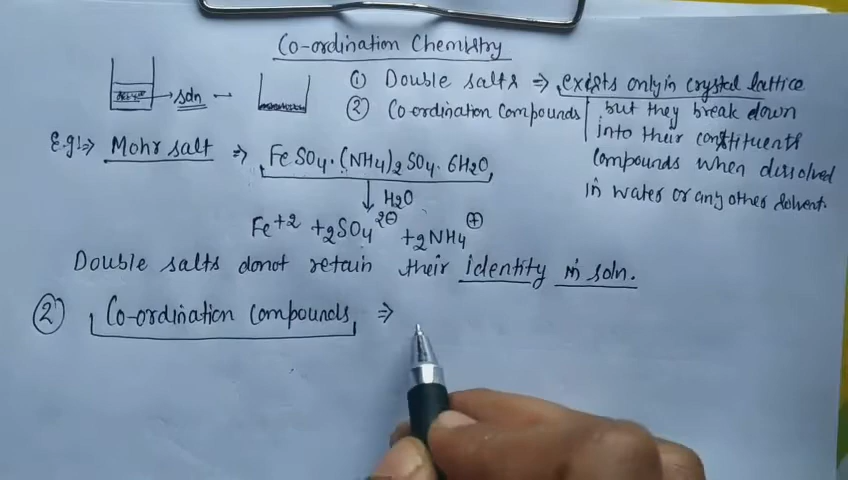 Co-ordination Chemistry
soln
① Double salts ⇒ exists only in crystal lattice
② Co-ordination Compounds
but they break down
into their constituents
compounds when dissolved
in water or any other solvent.
E.g1⇒ Mohr salt ⇒ FeSO4·(NH4)2SO4·6H2O
H2O
Fe+2 + 2SO4 2⊖ + 2NH4 ⊕
Double salts donot retain their identity in soln.
② Co-ordination compounds ⇒